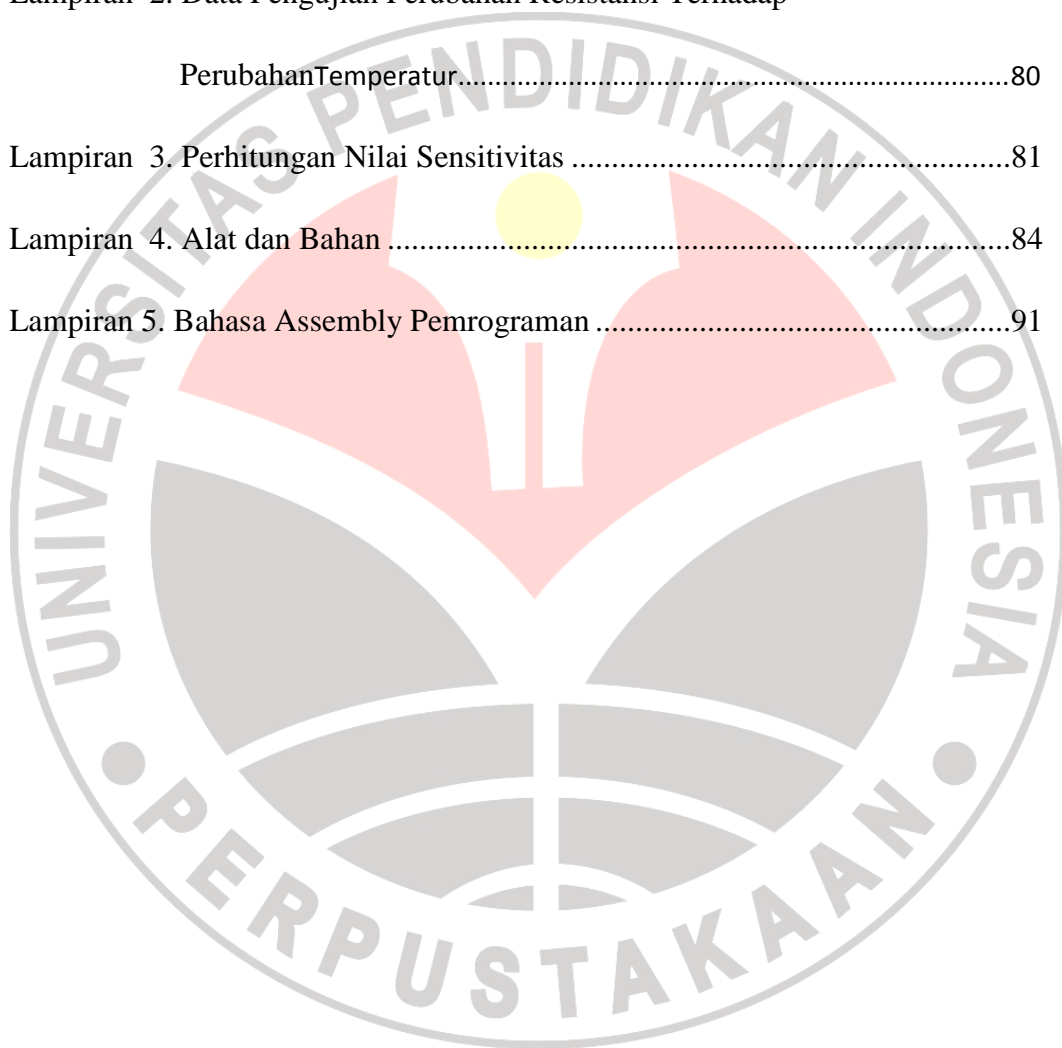 Lampiran 2. Data Pengujian Perubahan Resistansi Terhadap
PerubahanTemperatur...........................................................................80
Lampiran 3. Perhitungan Nilai Sensitivitas .....................................................81
Lampiran 4. Alat dan Bahan ...........................................................................84
Lampiran 5. Bahasa Assembly Pemrograman ..................................................91
UNIVERSITAS PENDIDIKAN INDONESIA
PERPUSTAKAAN